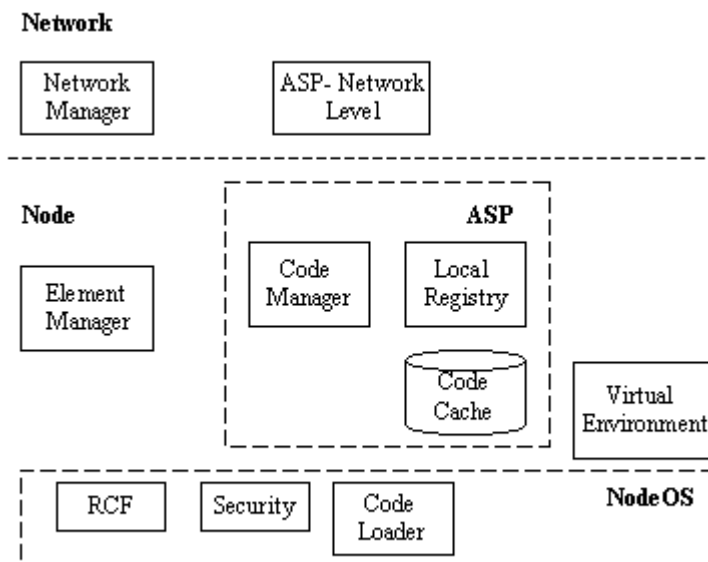 Network
Network
Manager
ASP- Network
Level
Node
ASP
Code
Manager
Local
Registry
Element
Manager
Code
Cache
Virtual
Environment
NodeOS
RCF
Security
Code
Loader